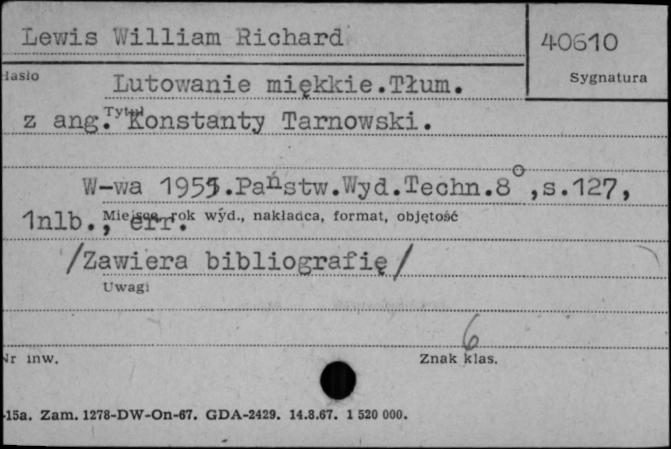 Lewis William Richard
40610
Hasło
Sygnatura
Lutowanie miękkie.Tłum.
z ang. Konstanty Tarnowski.
Tytuł
W-wa 1955.Państw.Wyd.Techn.8°,s.127,
1nlb., err.
Miejsce, rok wyd., nakładca, format, objętość
/Zawiera bibliografię/
Uwagi
6
Nr inw.
Znak klas.
-15a. Zam. 1278-DW-On-67. GDA-2429. 14.8.67. 1 520 000.